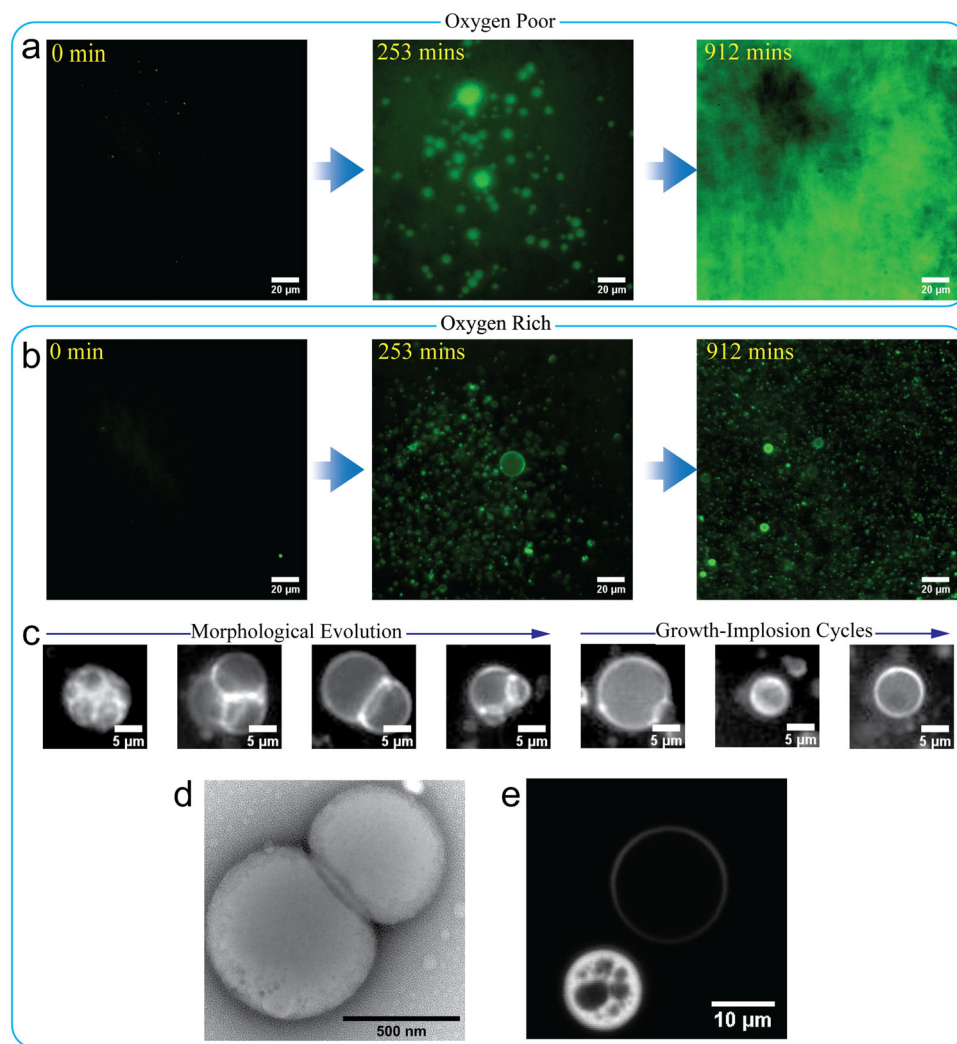 Oxygen Poor
a
0 min
253 mins
912 mins
20 µm
20 µm
20 µm
Oxygen Rich
b
0 min
253 mins
912 mins
20 µm
20 µm
20 µm
c
Morphological Evolution
Growth-Implosion Cycles
5 µm
5 µm
5 µm
5 µm
5 µm
5 µm
5 µm
d
e
500 nm
10 µm